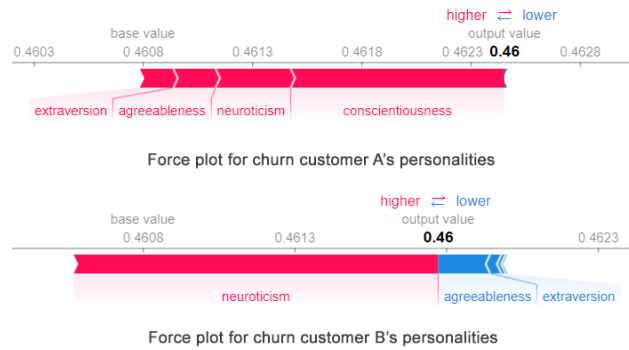 higher ⇄ lower
base value output value
0.4603 0.4608 0.4613 0.4618 0.4623 0.46 0.4628
extraversion agreeableness neuroticism conscientiousness
Force plot for churn customer A's personalities
higher ⇄ lower
base value output value
0.4608 0.4613 0.46 0.4623
neuroticism agreeableness extraversion
Force plot for churn customer B's personalities